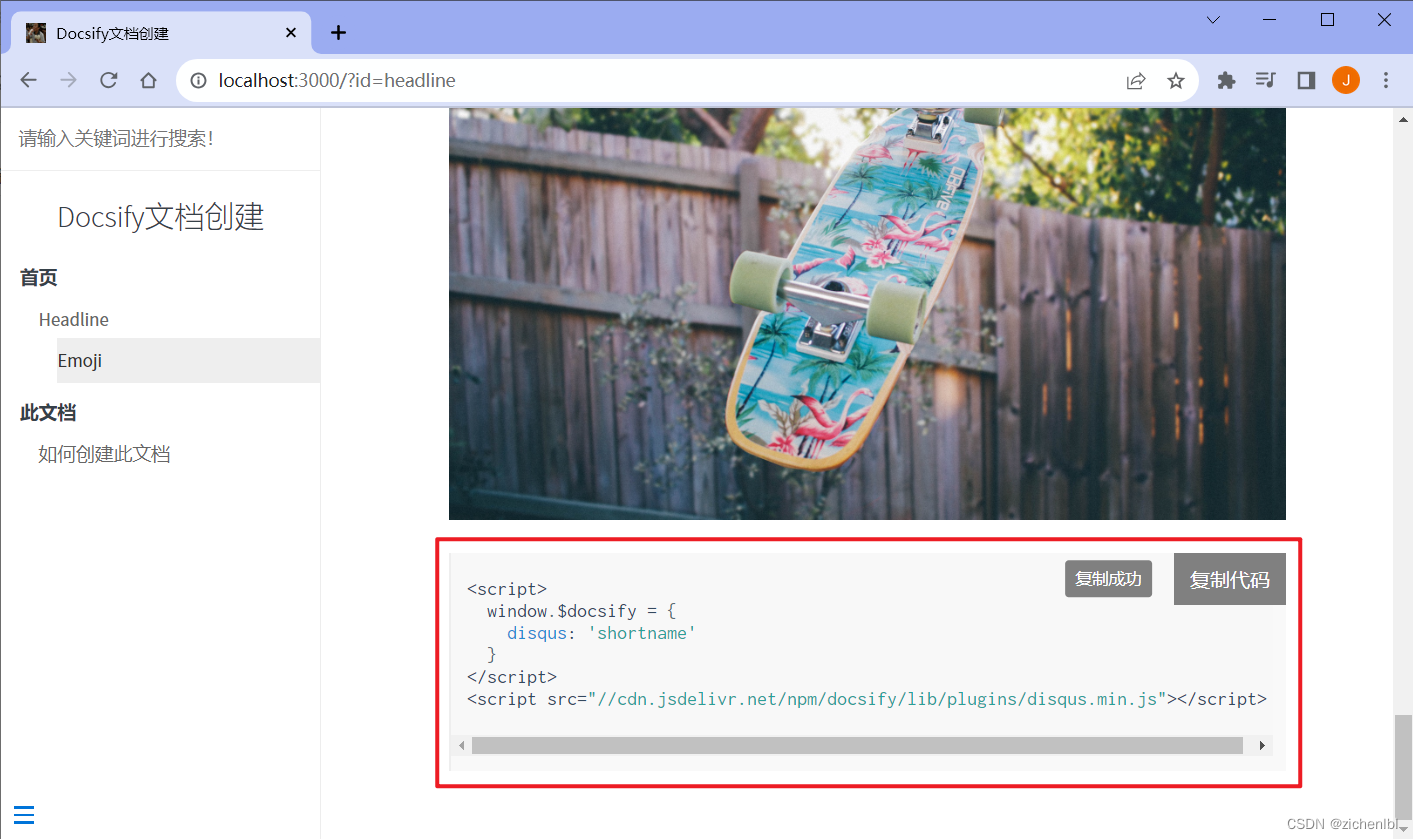 Docsify文档创建
localhost:3000/?id=headline
J
请输入关键词进行搜索!
Docsify文档创建
首页
Headline
Emoji
此文档
如何创建此文档
复制成功
复制代码
<script>
  window.$docsify = {
    disqus: 'shortname'
  }
</script>
<script src="//cdn.jsdelivr.net/npm/docsify/lib/plugins/disqus.min.js"></script>
CSDN @zichenlbl